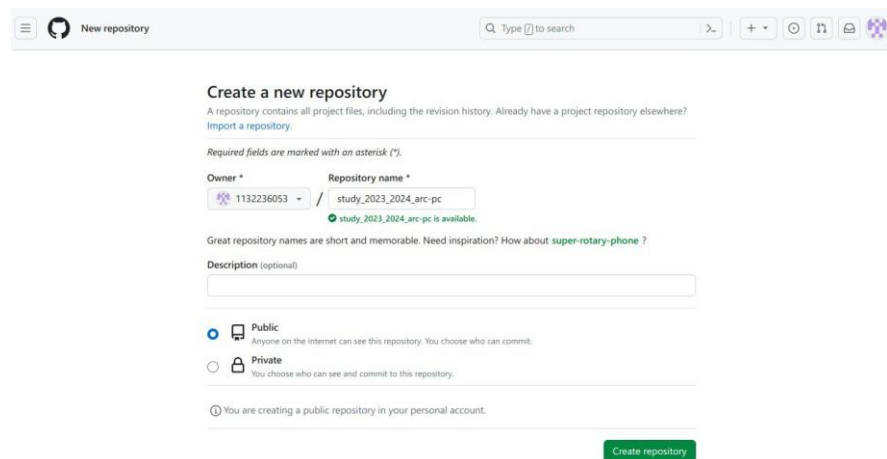 New repository
Type / to search
Create a new repository
A repository contains all project files, including the revision history. Already have a project repository elsewhere?
Import a repository.
Required fields are marked with an asterisk (*).
Owner * Repository name *
1132236053 / study_2023_2024_arc-pc
study_2023_2024_arc-pc is available.
Great repository names are short and memorable. Need inspiration? How about super-rotary-phone ?
Description (optional)
Public
Anyone on the internet can see this repository. You choose who can commit.
Private
You choose who can see and commit to this repository.
You are creating a public repository in your personal account.
Create repository